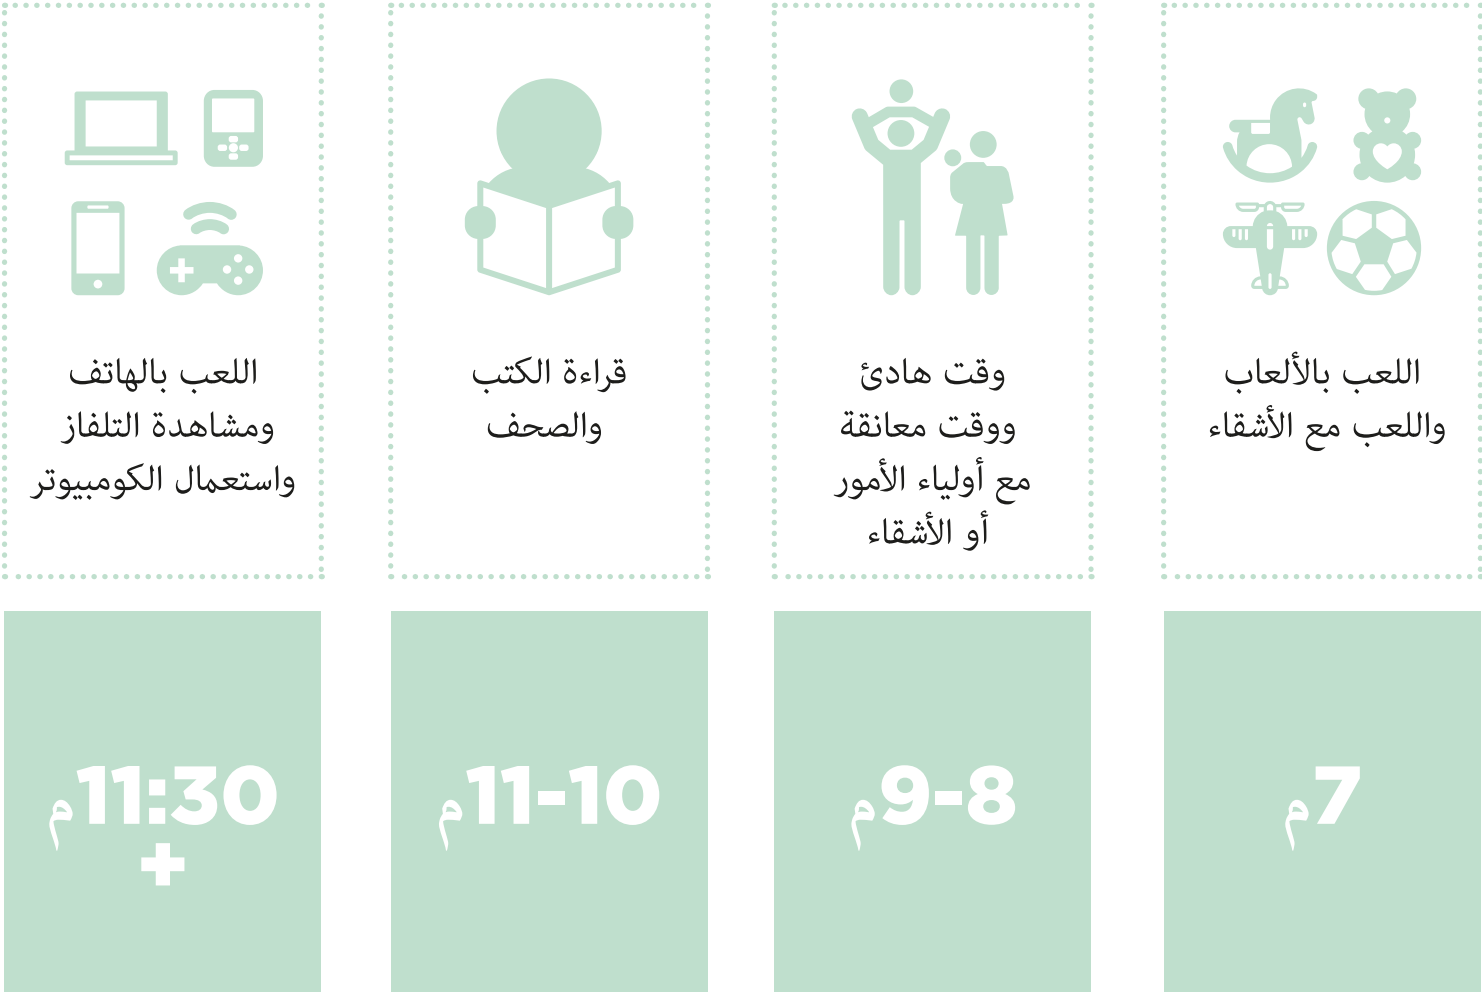 اللعب بالألعاب
واللعب مع الأشقاء
وقت هادئ
ووقت معانقة
مع أولياء الأمور
أو الأشقاء
قراءة الكتب
والصحف
اللعب بالهاتف
ومشاهدة التلفاز
واستعمال الكومبيوتر
7م
8-9م
10-11م
11:30م
+